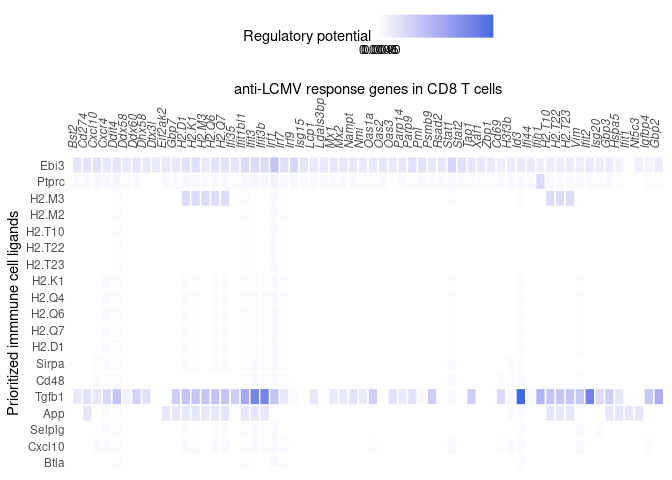 Regulatory potential
anti-LCMV response genes in CD8 T cells
Bst2
Cd274
Cxcl10
Cxcr4
Ddit4
Ddx58
Ddx60
Dhx58
Dtx3l
Eif2ak2
Gbp7
H2.D1
H2.K1
H2.M3
H2.Q6
H2.Q7
Ifi35
Ifit1bl1
Ifit3
Ifit3b
Irf1
Irf7
Irf9
Isg15
Lcp1
Lgals3bp
Mx1
Mx2
Nampt
Nmi
Oas1a
Oas2
Oas3
Parp14
Parp9
Pml
Psmb9
Rsad2
Stat1
Stat2
Tap1
Xaf1
Zbp1
Cd69
H3f3b
Id3
Ifi44
Ifih1
H2.T10
H2.T22
H2.T23
Vim
Ifit2
Isg20
Gbp3
Hspa5
Ifit1
Nt5c3
Gbp2
Prioritized immmune cell ligands
Ebi3
Ptprc
H2.M3
H2.M2
H2.T10
H2.T22
H2.T23
H2.K1
H2.Q4
H2.Q6
H2.Q7
H2.D1
Sirpa
Cd48
Tgfb1
App
Selplg
Cxcl10
Btla